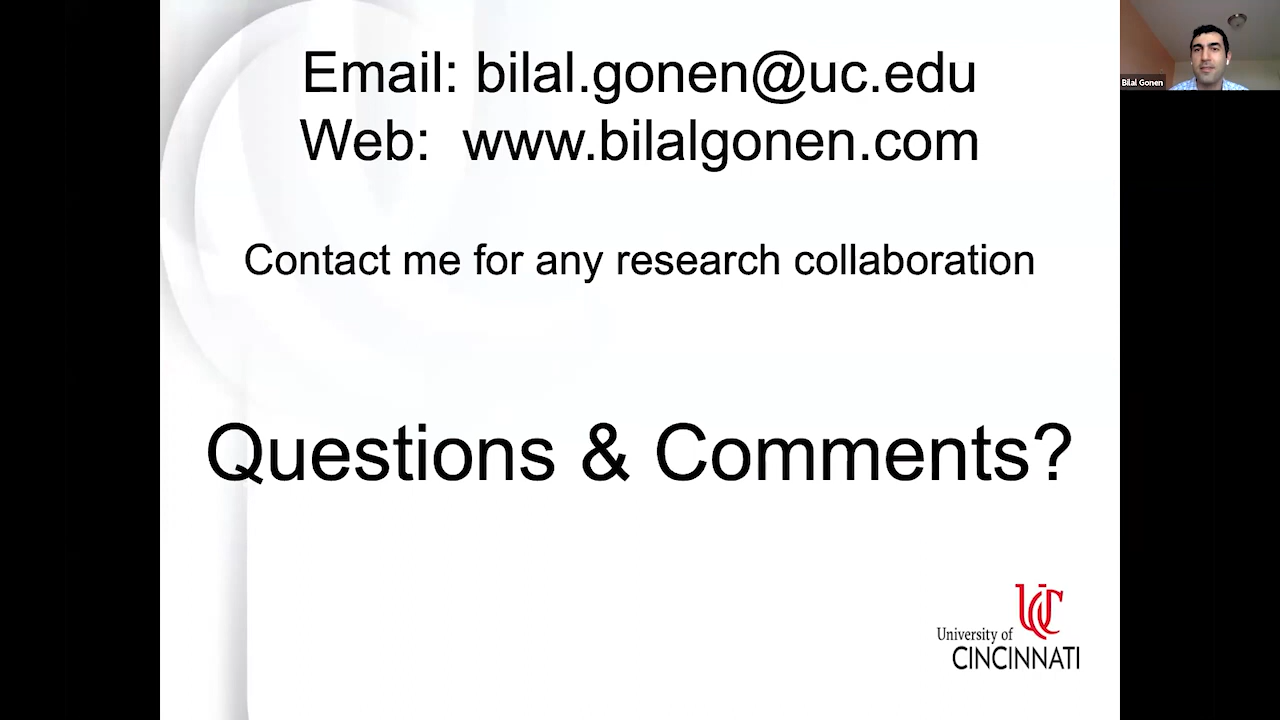 Email: bilal.gonen@uc.edu
Web: www.bilalgonen.com
Contact me for any research collaboration
Questions & Comments?
UC
University of
CINCINNATI
Bilal Gonen